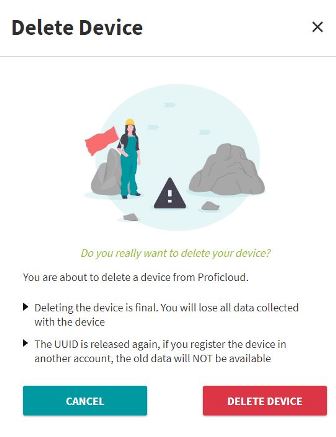 Delete Device
Do you really want to delete your device?
You are about to delete a device from Proficloud.
Deleting the device is final. You will lose all data collected
with the device
The UUID is released again, if you register the device in
another account, the old data will NOT be available
CANCEL
DELETE DEVICE